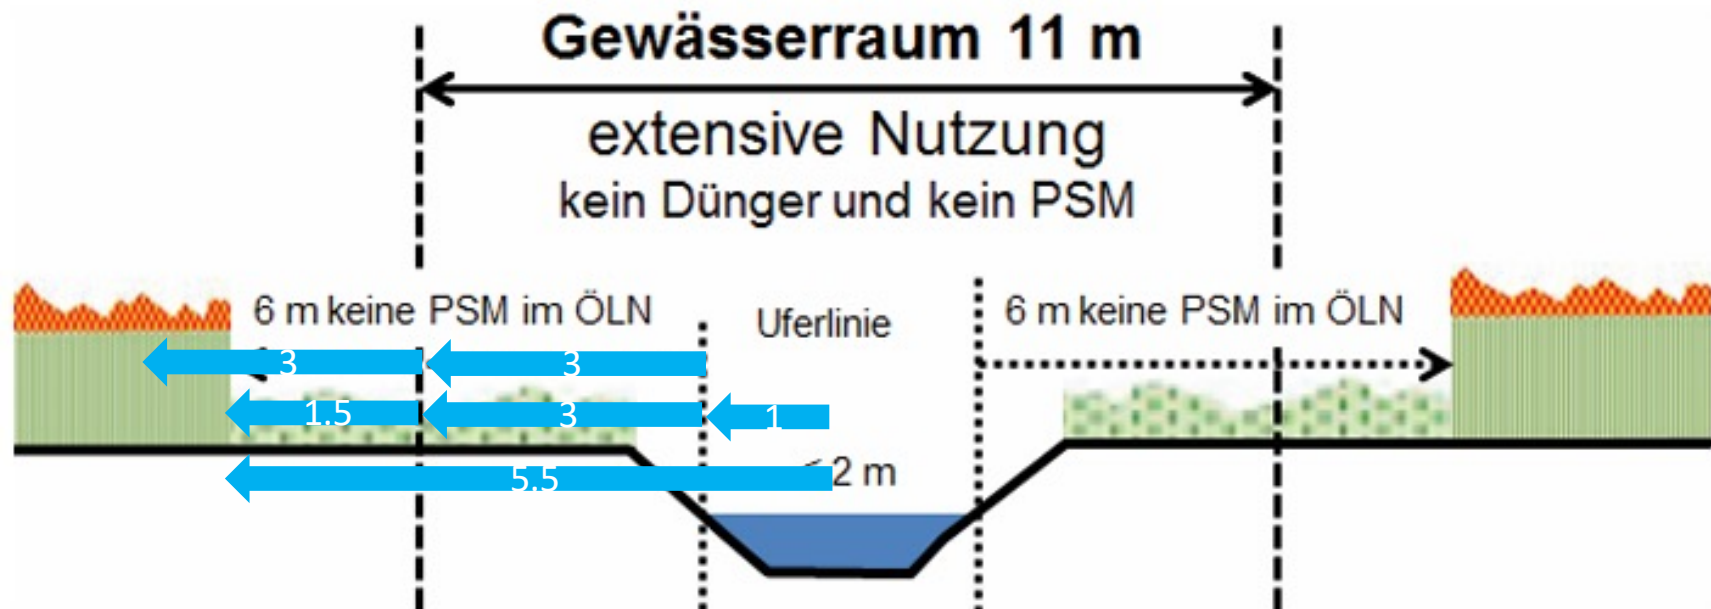 Gewässerraum 11 m
extensive Nutzung
kein Dünger und kein PSM
6 m keine PSM im ÖLN
Uferlinie
6 m keine PSM im ÖLN
3
3
1.5
3
1
5.5
< 2 m